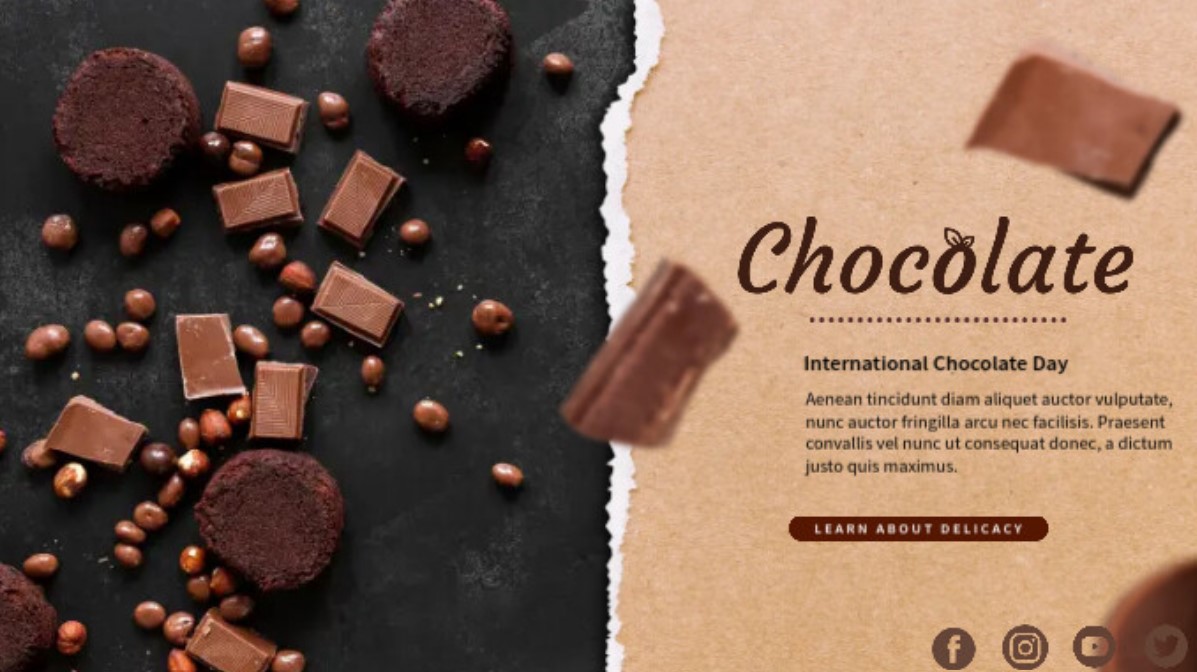 Chocolate
International Chocolate Day
Aenean tincidunt diam aliquet auctor vulputate,
nunc auctor fringilla arcu nec facilisis. Praesent
convallis vel nunc ut consequat donec, a dictum
justo quis maximus.
LEARN ABOUT DELICACY